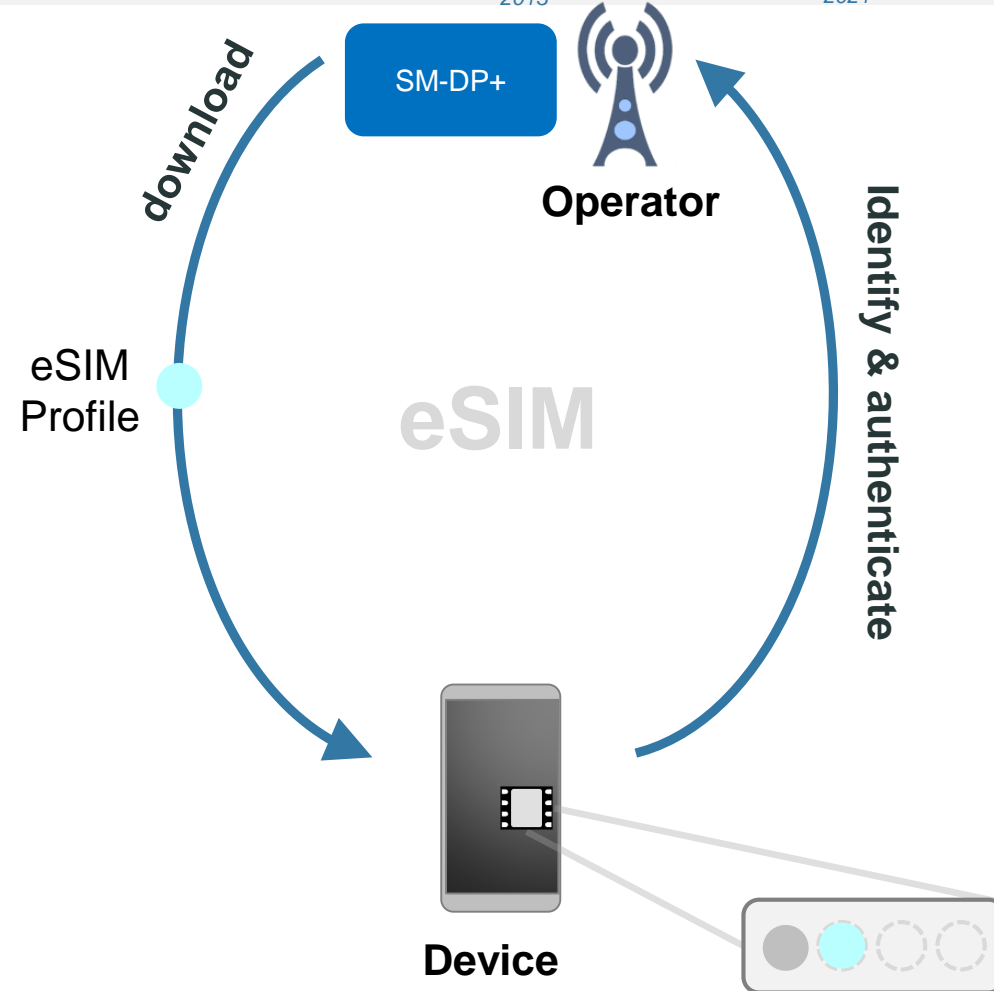 SM-DP+
download
Operator
Identify & authenticate
eSIM
Profile
eSIM
Device